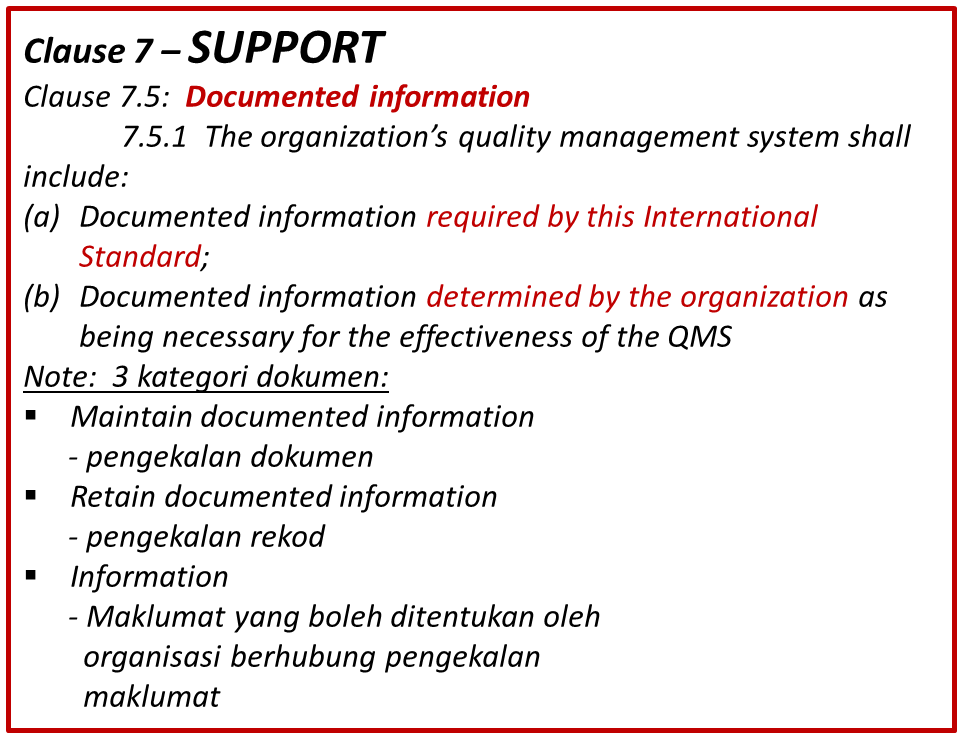 Clause 7 – SUPPORT
Clause 7.5:  Documented information
7.5.1  The organization’s quality management system shall
include:
(a) Documented information required by this International
Standard;
(b) Documented information determined by the organization as
being necessary for the effectiveness of the QMS
Note:  3 kategori dokumen:
▪ Maintain documented information
- pengekalan dokumen
▪ Retain documented information
- pengekalan rekod
▪ Information
- Maklumat yang boleh ditentukan oleh
organisasi berhubung pengekalan
maklumat